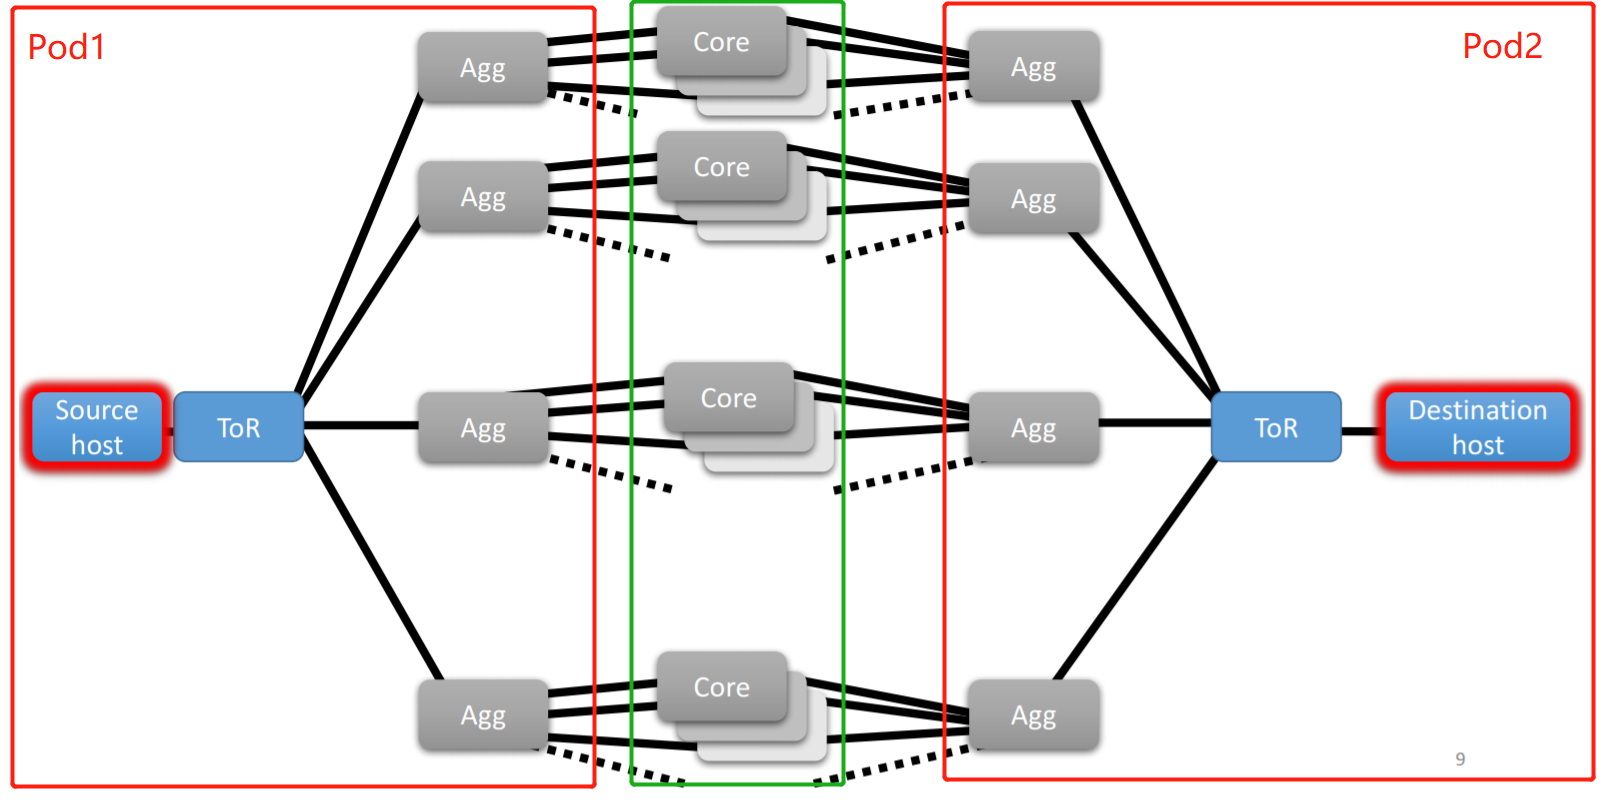 Pod1
Pod2
Agg
Core
Agg
Agg
Core
Agg
Source
host
ToR
Agg
Core
Agg
ToR
Destination
host
Agg
Core
Agg
9